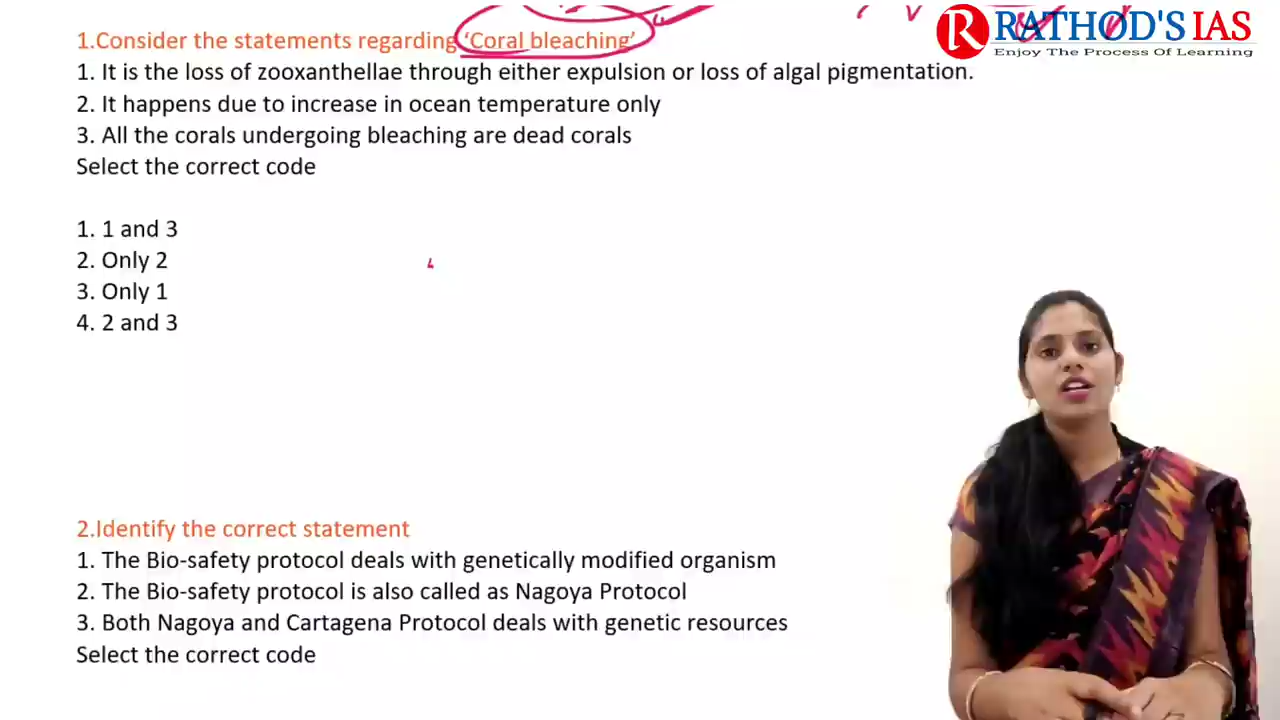 RATHOD'S IAS
Enjoy The Process Of Learning
1.Consider the statements regarding 'Coral bleaching'
1. It is the loss of zooxanthellae through either expulsion or loss of algal pigmentation.
2. It happens due to increase in ocean temperature only
3. All the corals undergoing bleaching are dead corals
Select the correct code
1. 1 and 3
2. Only 2
3. Only 1
4. 2 and 3
2.Identify the correct statement
1. The Bio-safety protocol deals with genetically modified organism
2. The Bio-safety protocol is also called as Nagoya Protocol
3. Both Nagoya and Cartagena Protocol deals with genetic resources
Select the correct code